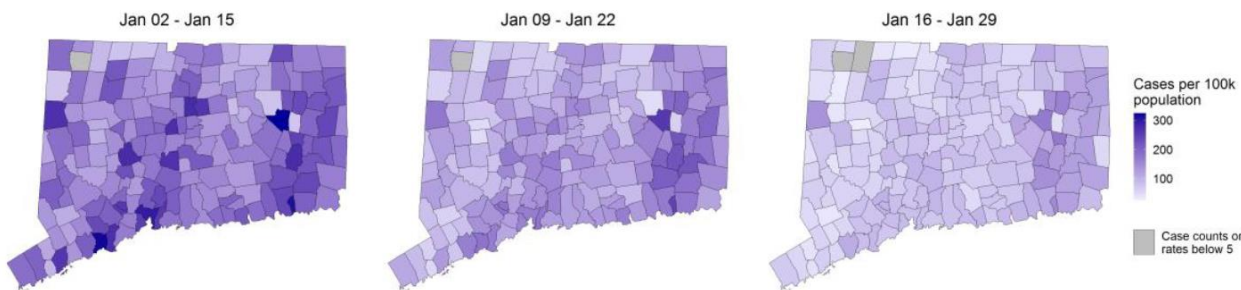 Jan 02 - Jan 15
Jan 09 - Jan 22
Jan 16 - Jan 29
Cases per 100k
population
300
200
100
Case counts or
rates below 5